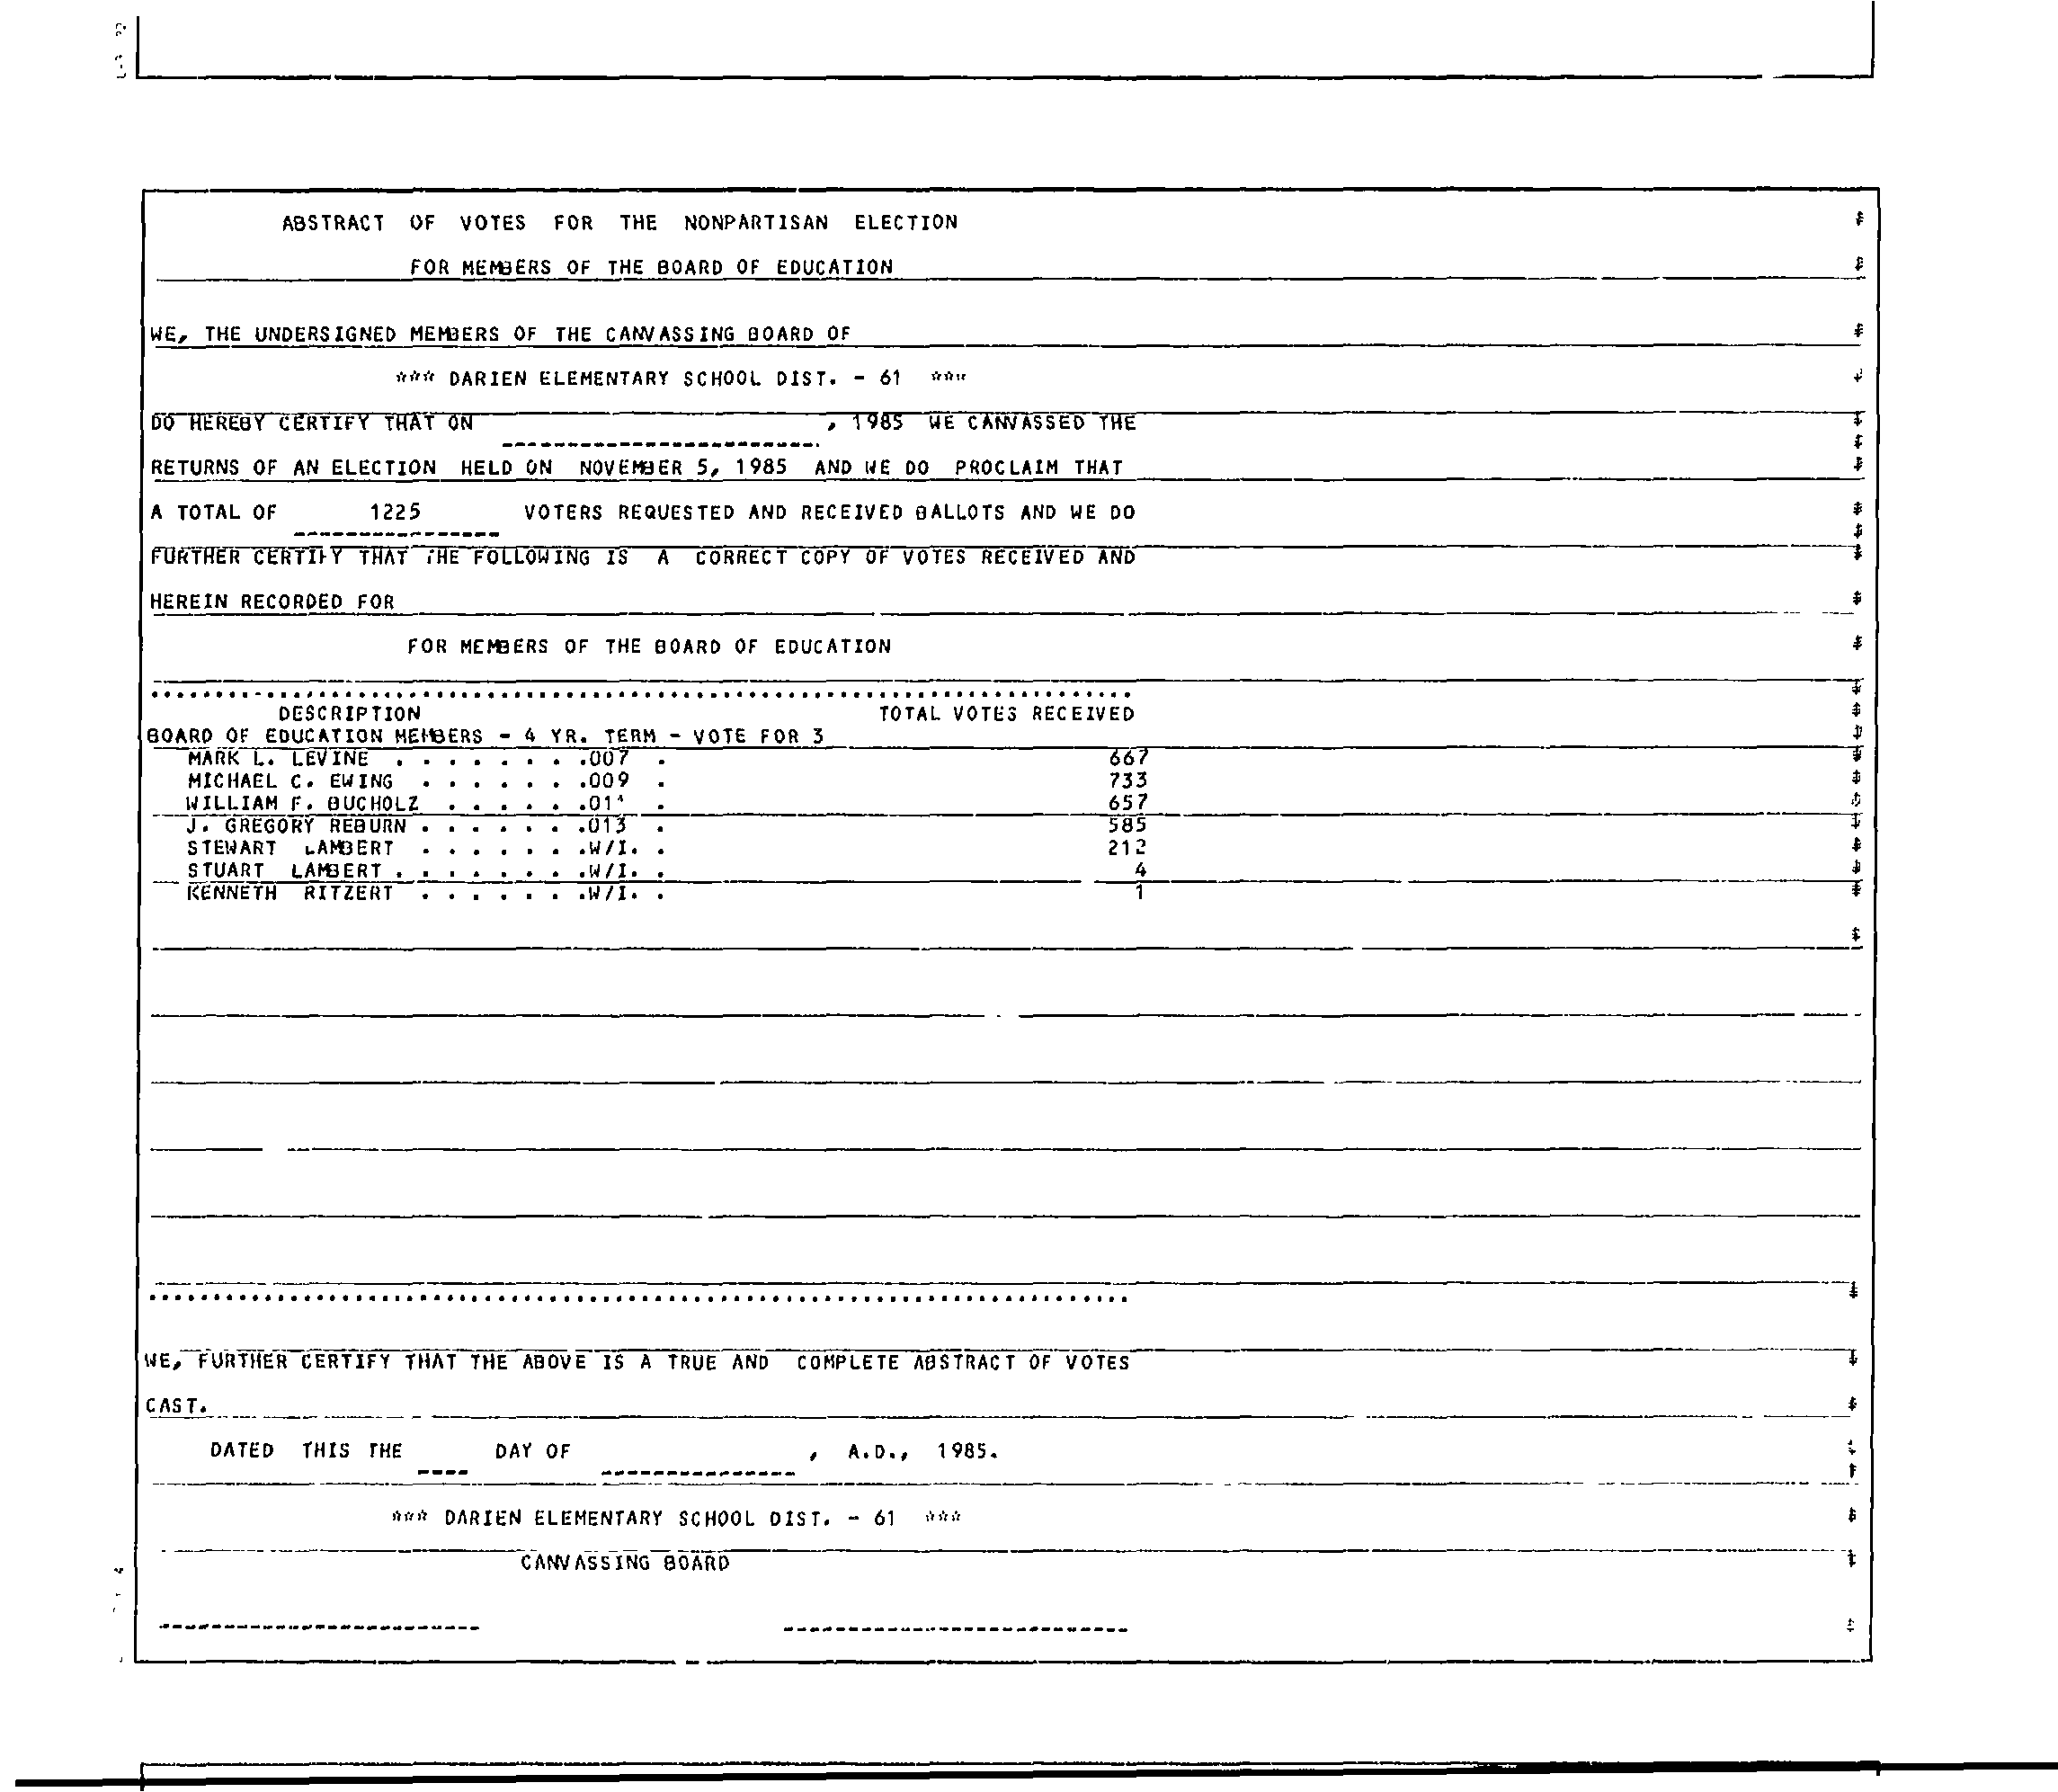 ABSTRACT OF VOTES FOR THE NONPARTISAN ELECTION
FOR MEMBERS OF THE BOARD OF EDUCATION
WE, THE UNDERSIGNED MEMBERS OF THE CANVASSING BOARD OF
*** DARIEN ELEMENTARY SCHOOL DIST. - 61 ***
DO HEREBY CERTIFY THAT ON , 1985 WE CANVASSED THE
RETURNS OF AN ELECTION HELD ON NOVEMBER 5, 1985 AND WE DO PROCLAIM THAT
A TOTAL OF 1225 VOTERS REQUESTED AND RECEIVED BALLOTS AND WE DO
FURTHER CERTIFY THAT THE FOLLOWING IS A CORRECT COPY OF VOTES RECEIVED AND
HEREIN RECORDED FOR
FOR MEMBERS OF THE BOARD OF EDUCATION
DESCRIPTION TOTAL VOTES RECEIVED
BOARD OF EDUCATION MEMBERS - 4 YR. TERM - VOTE FOR 3
MARK L. LEVINE . . . . . . . .007 . 667
MICHAEL C. EWING . . . . . . .009 . 733
WILLIAM F. BUCHOLZ . . . . . . 657
J. GREGORY REBURN . . . . . . .013 . 585
STEWART LAMBERT . . . . . . .W/I. . 212
STUART LAMBERT . . . . . . . .W/I. . 4
KENNETH RITZERT . . . . . . .W/I. . 1
WE, FURTHER CERTIFY THAT THE ABOVE IS A TRUE AND COMPLETE ABSTRACT OF VOTES
CAST.
DATED THIS THE DAY OF , A.D., 1985.
*** DARIEN ELEMENTARY SCHOOL DIST. - 61 ***
CANVASSING BOARD